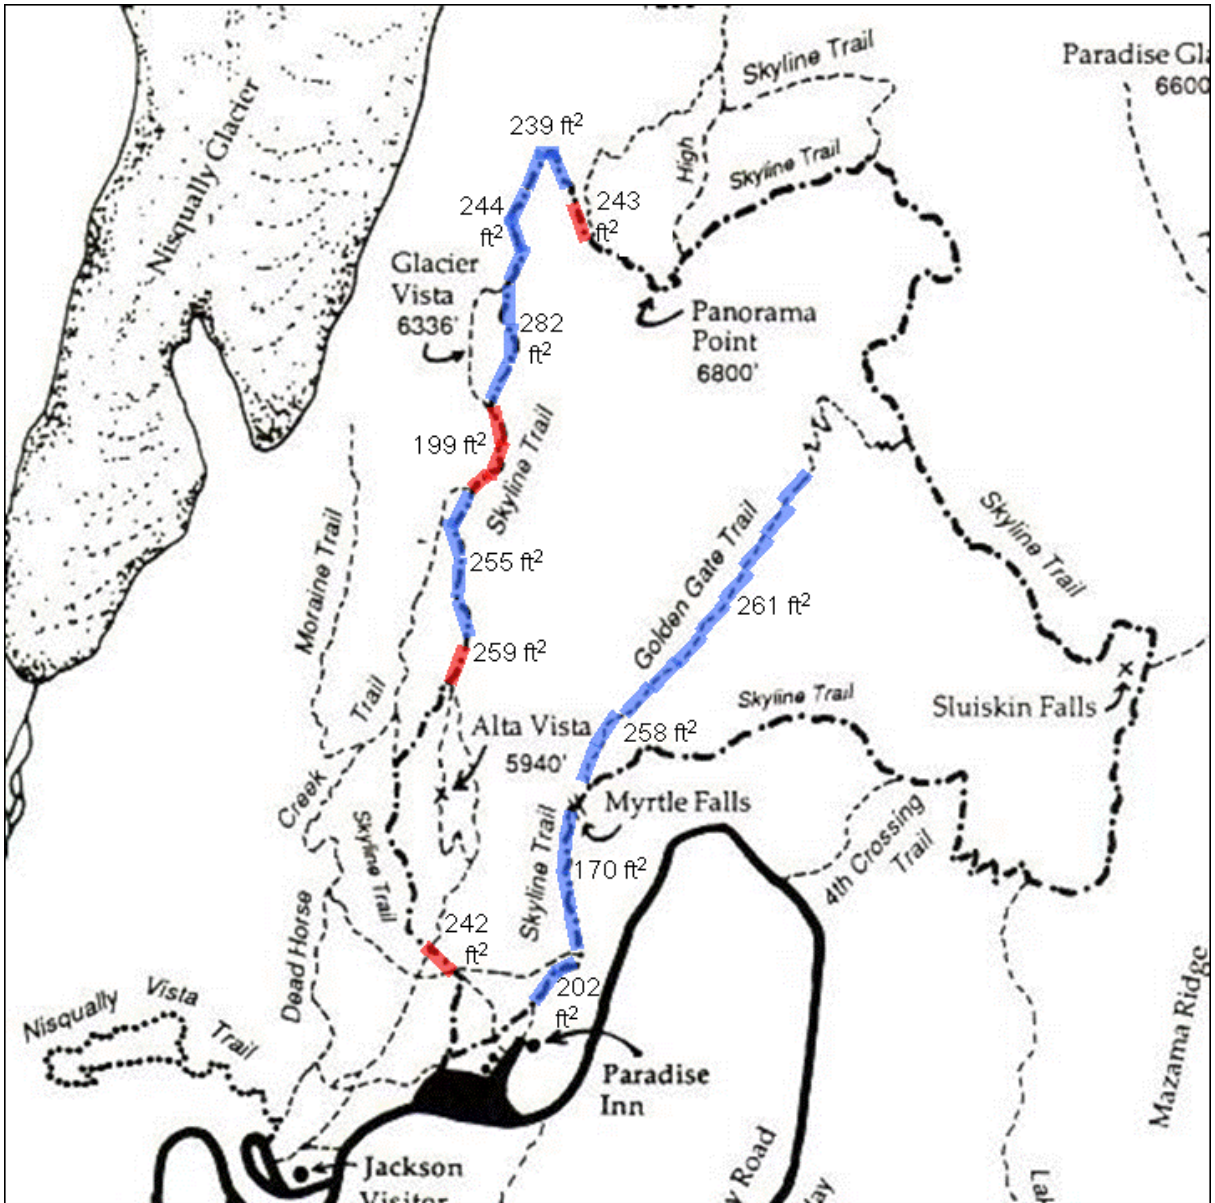 Skyline Trail
Paradise Gla
6600
Nisqually Glacier
239 ft²
High
Skyline Trail
244
ft²
243
ft²
Glacier
Vista
6336'
282
ft²
Panorama
Point
6800'
199 ft²
Skyline Trail
Moraine Trail
255 ft²
Golden Gate Trail
Skyline Trail
261 ft²
259 ft²
Trail
Skyline Trail
Sluiskin Falls
Alta Vista
5940'
258 ft²
Creek
Skyline Trail
Skyline Trail
Myrtle Falls
170 ft²
4th Crossing
Trail
242
ft²
Dead Horse
202
ft²
Nisqually Vista Trail
Mazama Ridge
Paradise
Inn
Jackson
Visitor
Road